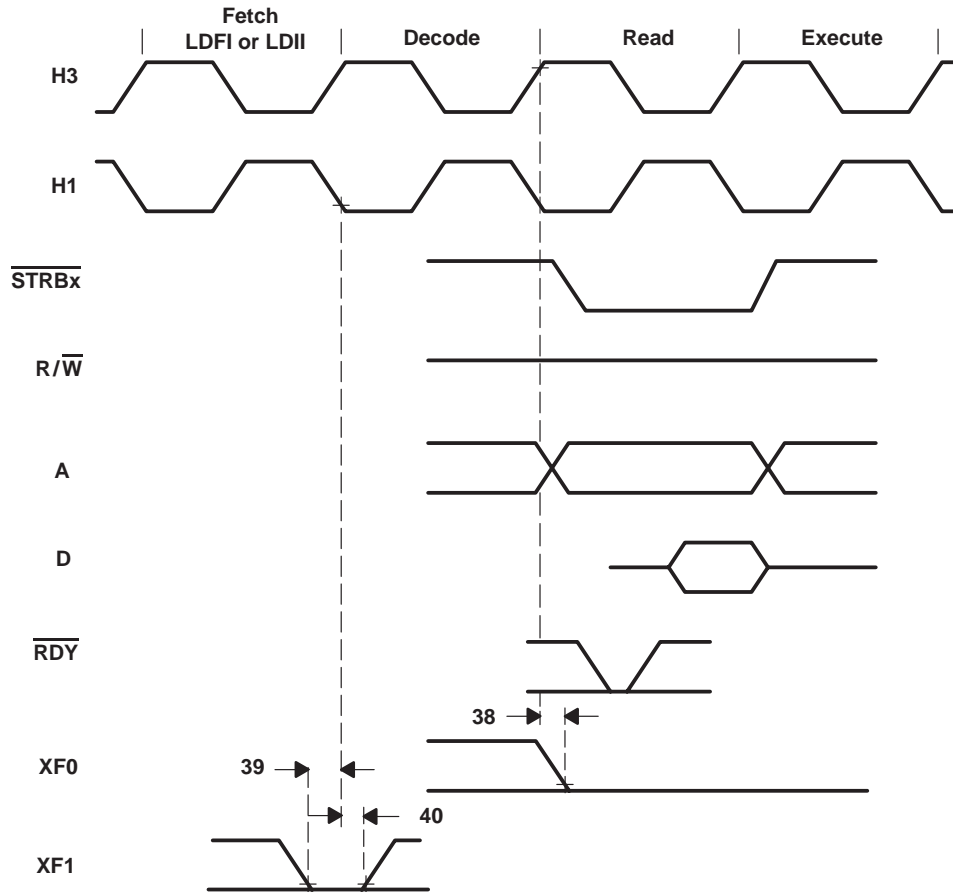 Fetch
LDFI or LDII
Decode
Read
Execute
H3
H1
STRBx
R/W
A
D
RDY
38
XF0
39
40
XF1